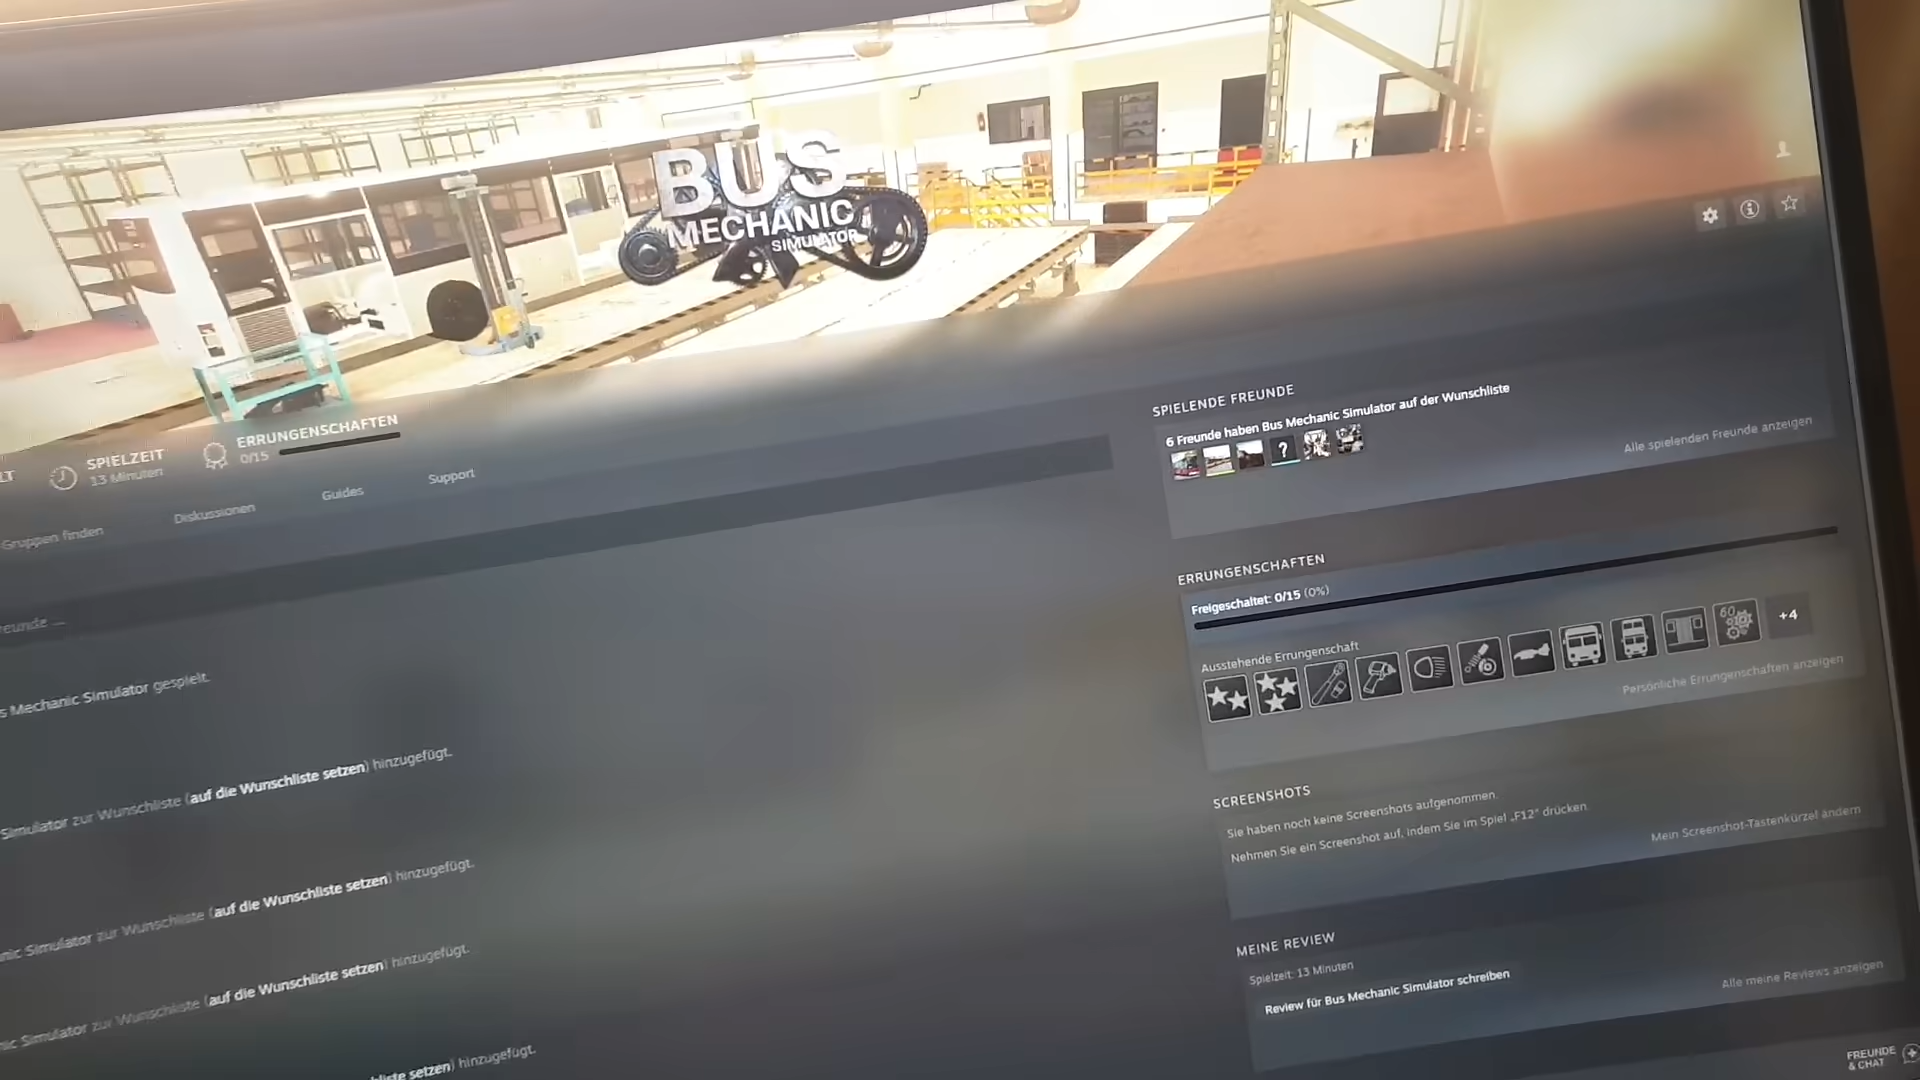 BUS
MECHANIC
SIMULATOR
LT
SPIELZEIT
13 Minuten
ERRUNGENSCHAFTEN
0/15
Gruppen finden
Diskussionen
Guides
Support
SPIELENDE FREUNDE
6 Freunde haben Bus Mechanic Simulator auf der Wunschliste
?
Alle spielenden Freunde anzeigen
ERRUNGENSCHAFTEN
Freigeschaltet: 0/15 (0%)
Ausstehende Errungenschaft
60
+4
Persönliche Errungenschaften anzeigen
SCREENSHOTS
Sie haben noch keine Screenshots aufgenommen.
Nehmen Sie ein Screenshot auf, indem Sie im Spiel „F12“ drücken.
Mein Screenshot-Tastenkürzel ändern
MEINE REVIEW
Spielzeit: 13 Minuten
Review für Bus Mechanic Simulator schreiben
Alle meine Reviews anzeigen
FREUNDE
& CHAT
reunde ...
s Mechanic Simulator gespielt.
Simulator zur Wunschliste (auf die Wunschliste setzen) hinzugefügt.
nic Simulator zur Wunschliste (auf die Wunschliste setzen) hinzugefügt.
nic Simulator zur Wunschliste (auf die Wunschliste setzen) hinzugefügt.
hliste setzen) hinzugefügt.